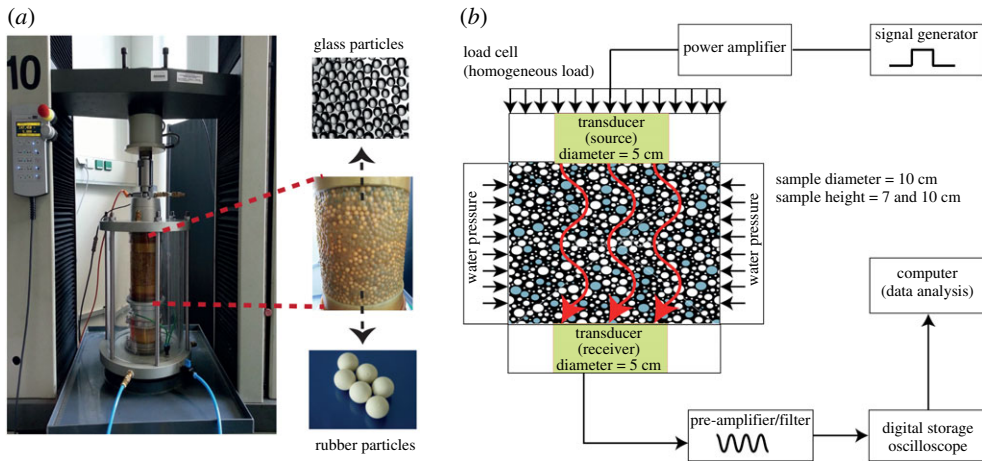 (a)
10
glass particles
rubber particles
(b)
load cell
(homogeneous load)
power amplifier
signal generator
transducer
(source)
diameter = 5 cm
water pressure
water pressure
sample diameter = 10 cm
sample height = 7 and 10 cm
transducer
(receiver)
diameter = 5 cm
computer
(data analysis)
pre-amplifier/filter
digital storage
oscilloscope